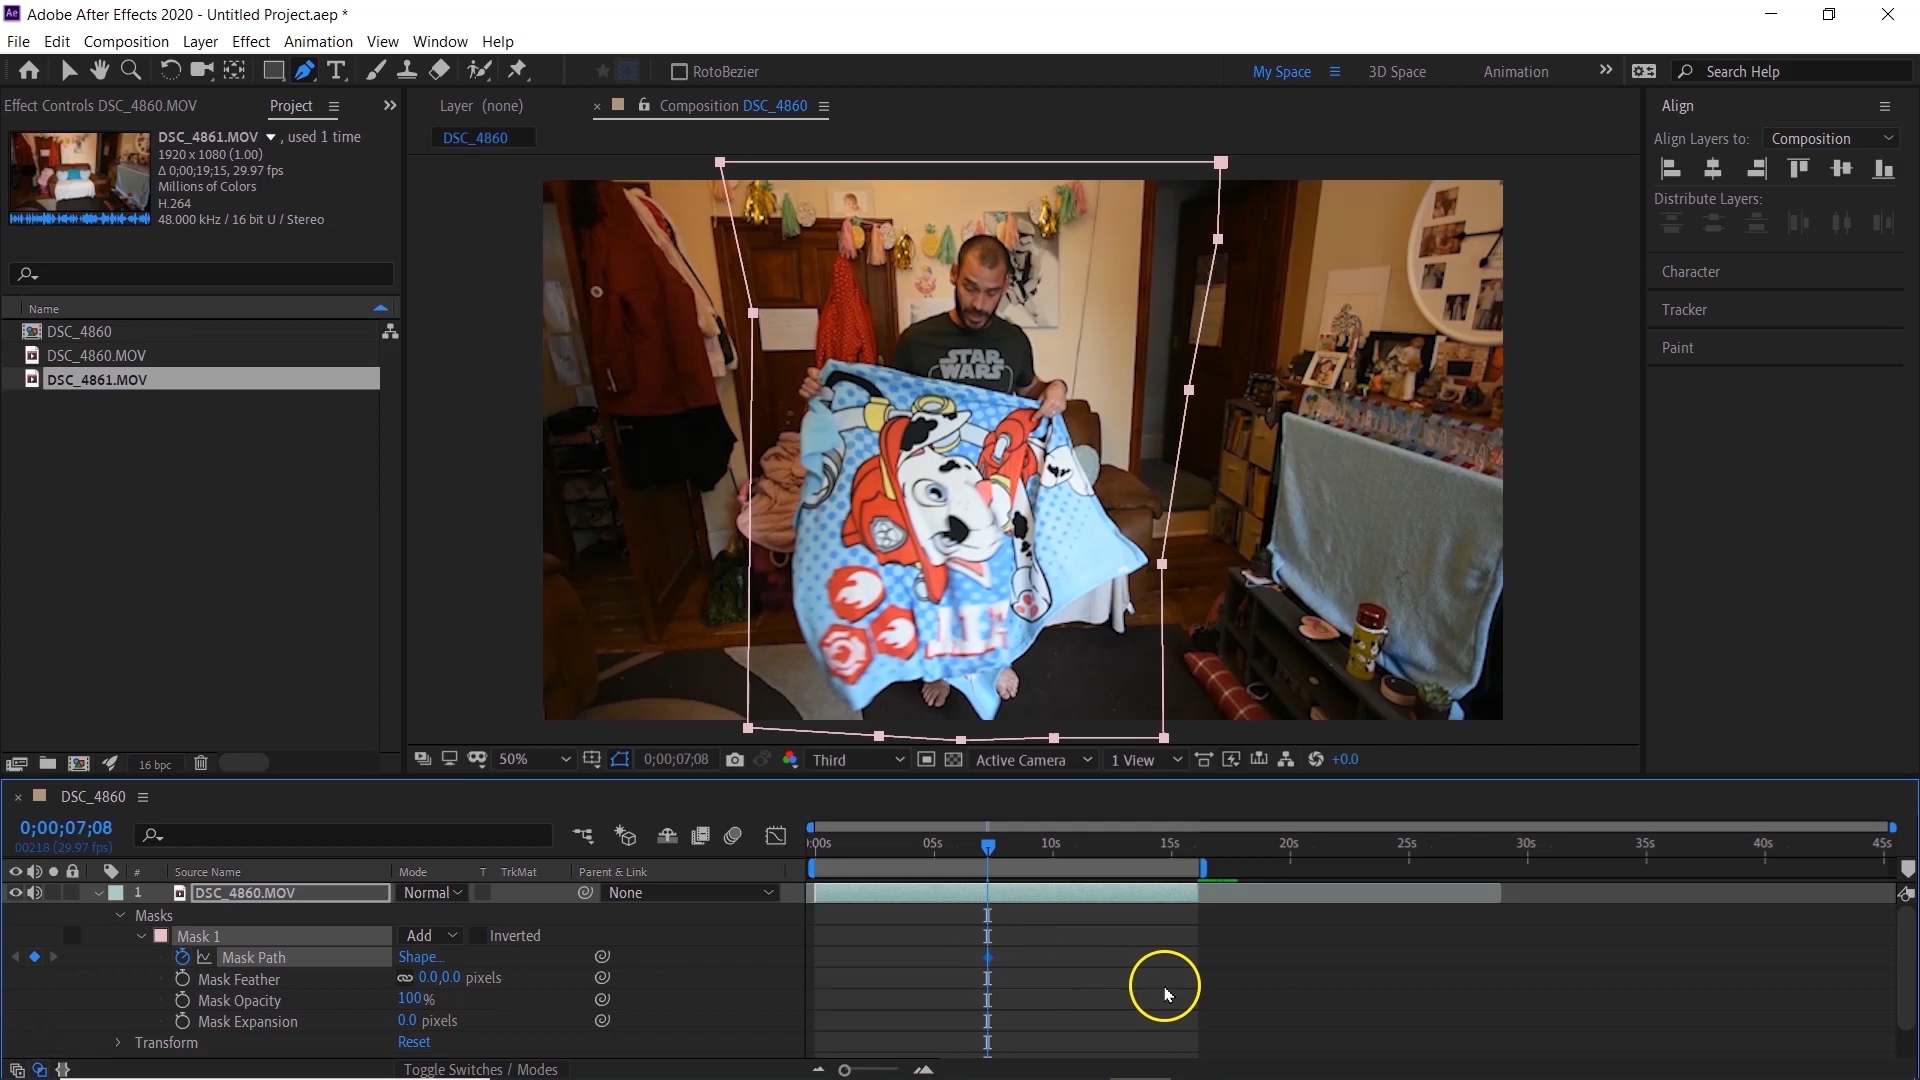 Adobe After Effects 2020 - Untitled Project.aep *
File Edit Composition Layer Effect Animation View Window Help
RotoBezier
My Space
3D Space
Animation
Search Help
Effect Controls DSC_4860.MOV
Project
DSC_4861.MOV , used 1 time
1920 x 1080 (1.00)
Δ 0;00;19;15, 29.97 fps
Millions of Colors
H.264
48.000 kHz / 16 bit U / Stereo
Name
DSC_4860
DSC_4860.MOV
DSC_4861.MOV
16 bpc
Layer (none)
Composition DSC_4860
DSC_4860
STAR
WARS
50%
0;00;07;08
Third
Active Camera
1 View
+0.0
Align
Align Layers to:
Composition
Distribute Layers:
Character
Tracker
Paint
DSC_4860
0;00;07;08
00218 (29.97 fps)
:00s 05s 10s 15s 20s 25s 30s 35s 40s 45s
# Source Name Mode T TrkMat Parent & Link
1 DSC_4860.MOV Normal None
Masks
Mask 1 Add Inverted
Mask Path Shape...
Mask Feather 0.0,0.0 pixels
Mask Opacity 100%
Mask Expansion 0.0 pixels
Transform Reset
Toggle Switches / Modes